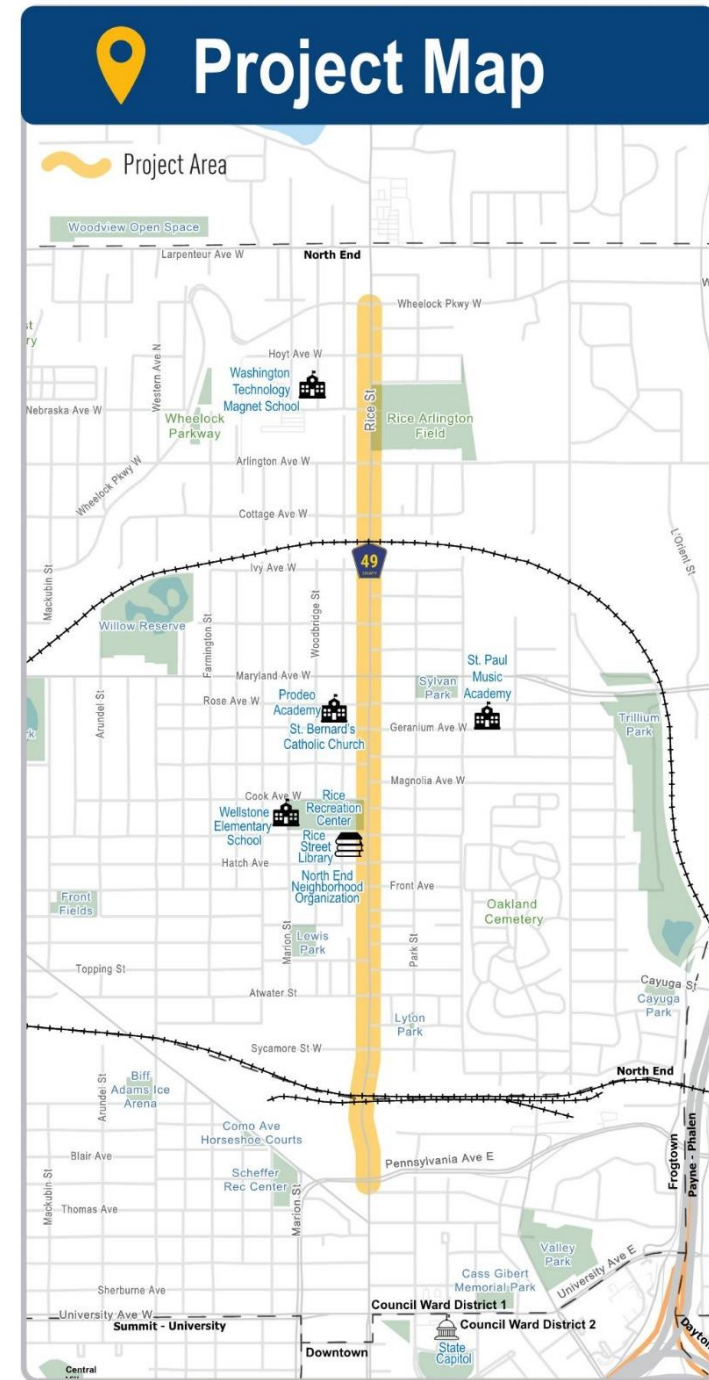 Project Map
Project Area
Woodview Open Space
Larpenteur Ave W
North End
Wheelock Pkwy W
Hoyt Ave W
Western Ave N
Washington
Technology
Magnet School
Rice St
Nebraska Ave W
Wheelock
Parkway
Rice Arlington
Field
Arlington Ave W
Wheelock Pkwy W
Cottage Ave W
49
Ivy Ave W
L'Orient St
Mackubin St
Woodbridge St
Willow Reserve
Farmington St
Maryland Ave W
St. Paul
Music
Academy
Sylvan
Park
Arundel St
Rose Ave W
Prodeo
Academy
St. Bernard's
Catholic Church
Geranium Ave W
Trillium
Park
Magnolia Ave W
Cook Ave W
Rice
Recreation
Center
Wellstone
Elementary
School
Rice
Street
Library
Hatch Ave
North End
Neighborhood
Organization
Front Ave
Front
Fields
Oakland
Cemetery
Marion St
Lewis
Park
Park St
Topping St
Atwater St
Cayuga St
Cayuga
Park
Lyton
Park
Sycamore St W
North End
Biff
Adams Ice
Arena
Arundel St
Como Ave
Horseshoe Courts
Blair Ave
Pennsylvania Ave E
Frogtown
Payne - Phalen
Mackubin St
Scheffer
Rec Center
Marion St
Thomas Ave
Valley
Park
University Ave E
Cass Gibert
Memorial Park
Sherburne Ave
Council Ward District 1
University Ave W
Summit - University
Council Ward District 2
Downtown
State
Capitol
Dayton
Central